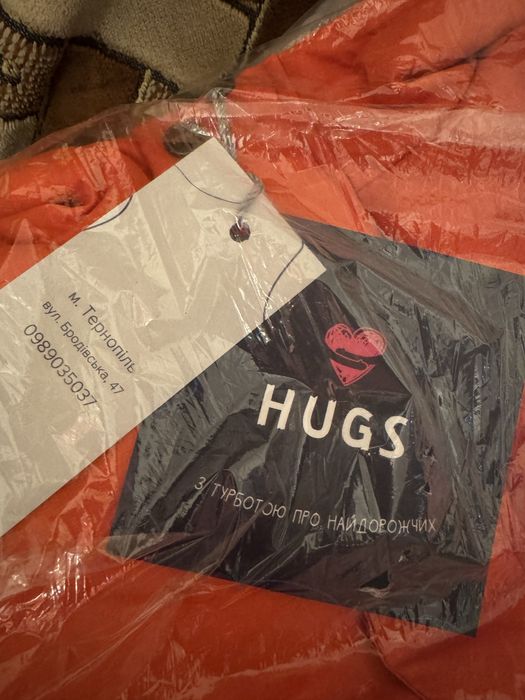 м. Тернопіль
вул. Бродівська, 47
0989035037
HUGS
З ТУРБОТОЮ ПРО НАЙДОРОЖЧИХ